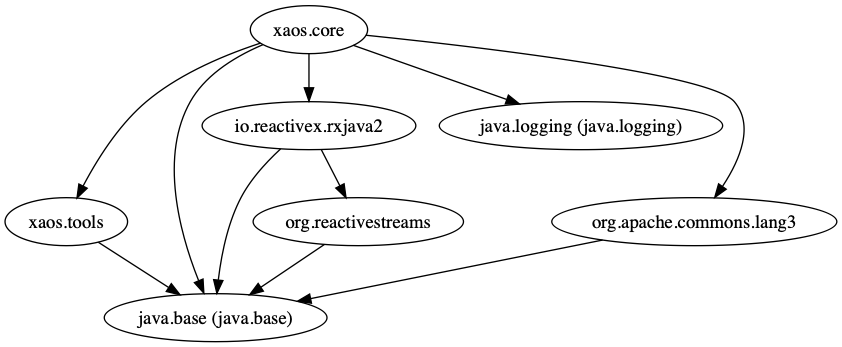 xaos.core
io.reactivex.rxjava2
java.logging (java.logging)
xaos.tools
org.reactivestreams
org.apache.commons.lang3
java.base (java.base)